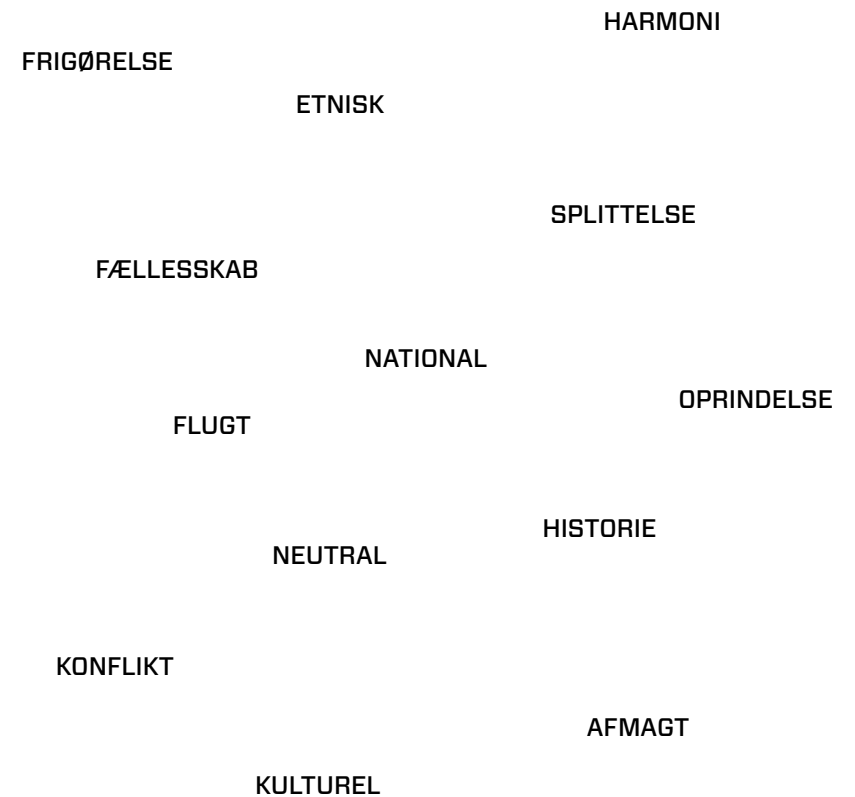 HARMONI
FRIGØRELSE
ETNISK
SPLITTELSE
FÆLLESSKAB
NATIONAL
OPRINDELSE
FLUGT
HISTORIE
NEUTRAL
KONFLIKT
AFMAGT
KULTUREL